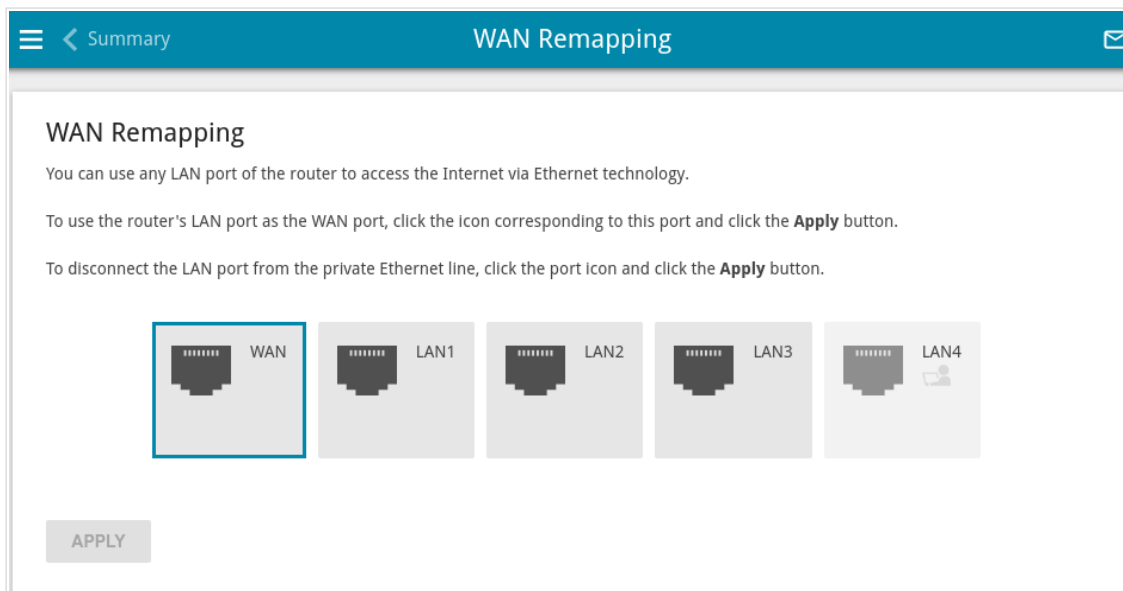 Summary
WAN Remapping
WAN Remapping
You can use any LAN port of the router to access the Internet via Ethernet technology.
To use the router's LAN port as the WAN port, click the icon corresponding to this port and click the Apply button.
To disconnect the LAN port from the private Ethernet line, click the port icon and click the Apply button.
WAN
LAN1
LAN2
LAN3
LAN4
APPLY